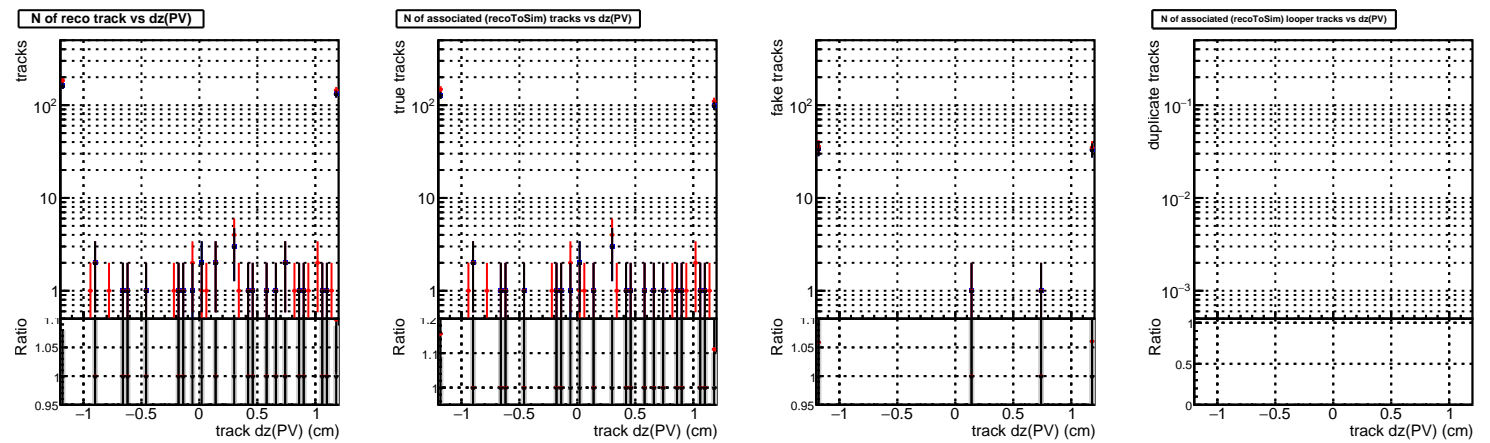 N of reco track vs dz(PV)
tracks
10²
10
1
Ratio
1.1
1.05
1
0.95
−1 −0.5 0 0.5 1
track dz(PV) (cm)
N of associated (recoToSim) tracks vs dz(PV)
true tracks
10²
10
1
Ratio
1.2
1.1
1
−1 −0.5 0 0.5 1
track dz(PV) (cm)
fake tracks
10²
10
1
Ratio
1.1
1.05
1
0.95
−1 −0.5 0 0.5 1
track dz(PV) (cm)
N of associated (recoToSim) looper tracks vs dz(PV)
duplicate tracks
10⁻¹
10⁻²
10⁻³
Ratio
1
0.5
0
−1 −0.5 0 0.5 1
track dz(PV) (cm)